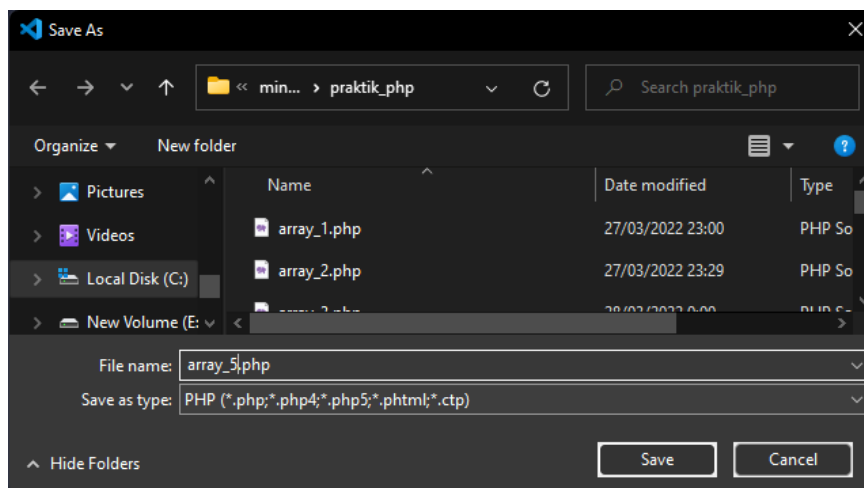 Save As
« min... › praktik_php
Search praktik_php
Organize
New folder
Name
Date modified
Type
Pictures
array_1.php
27/03/2022 23:00
PHP So
Videos
array_2.php
27/03/2022 23:29
PHP So
Local Disk (C:)
New Volume (E:
File name: array_5.php
Save as type: PHP (*.php;*.php4;*.php5;*.phtml;*.ctp)
Hide Folders
Save
Cancel